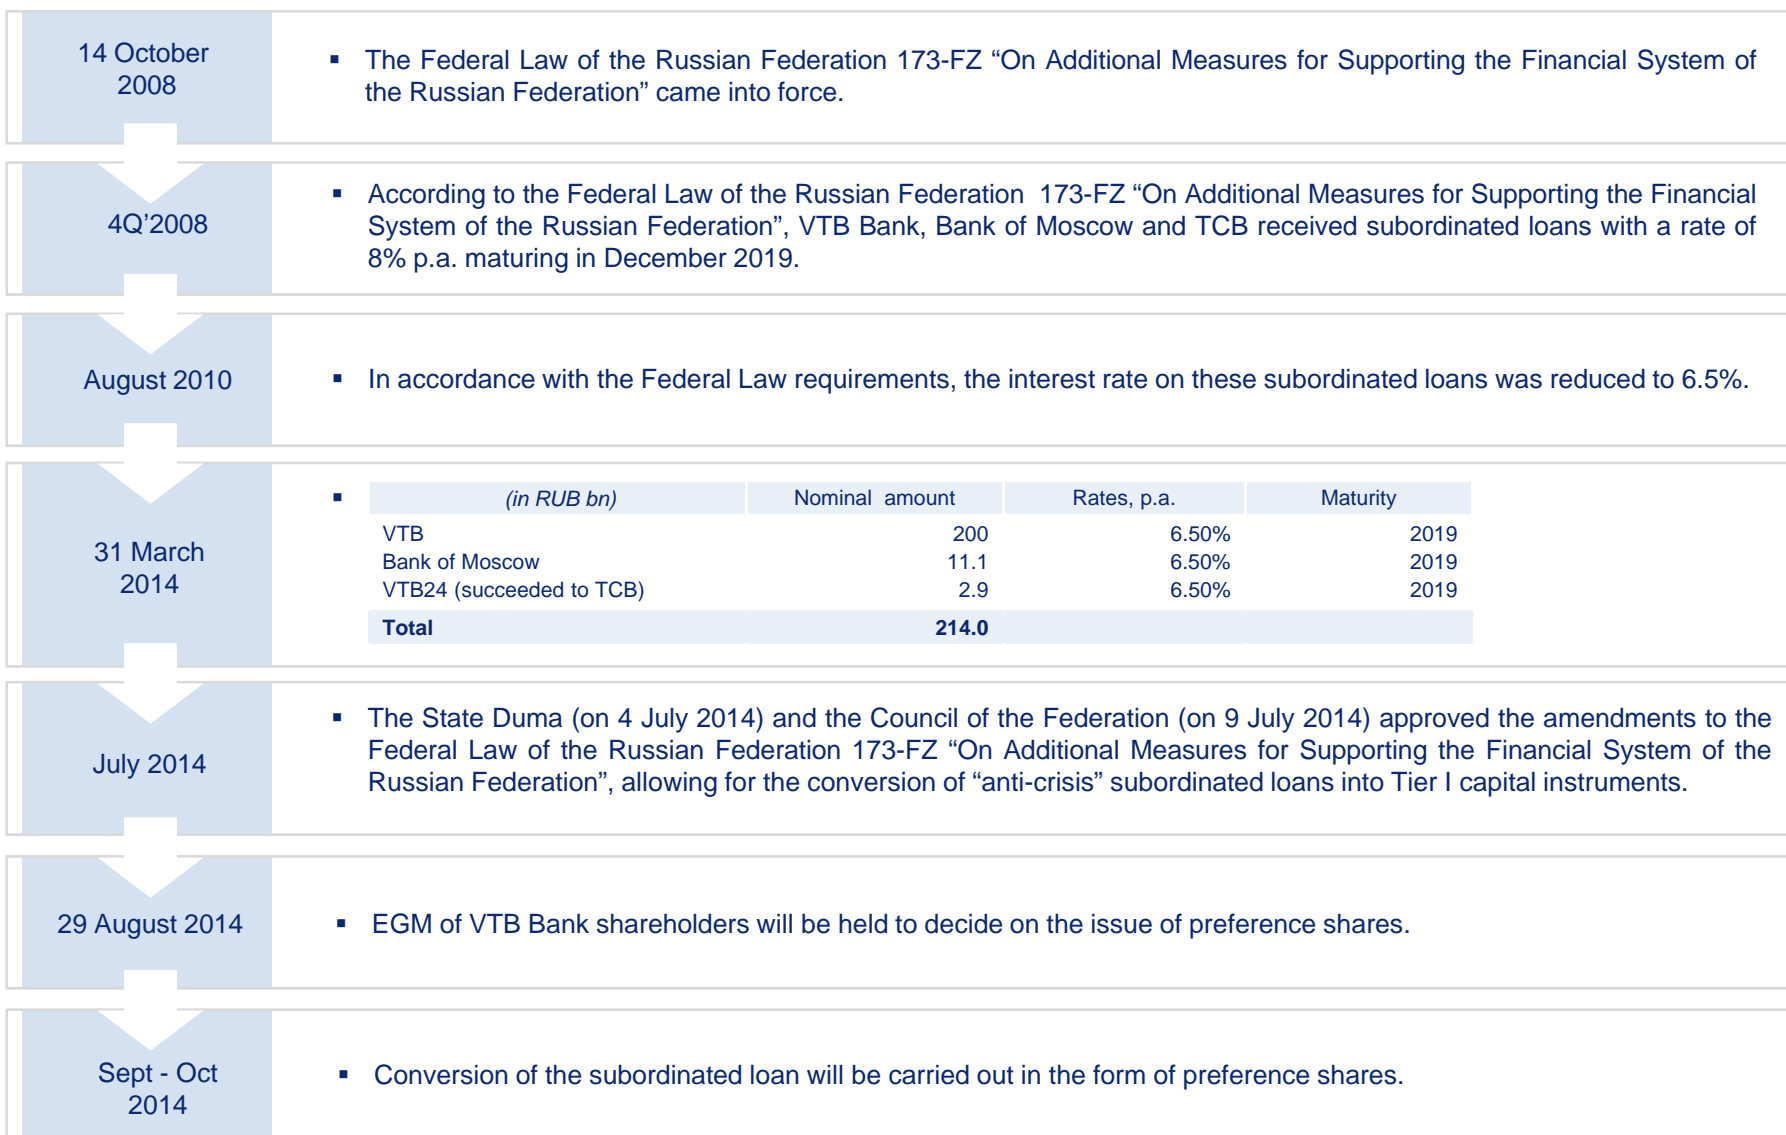 14 October
2008
▪ The Federal Law of the Russian Federation 173-FZ “On Additional Measures for Supporting the Financial System of
the Russian Federation” came into force.
4Q’2008
▪ According to the Federal Law of the Russian Federation 173-FZ “On Additional Measures for Supporting the Financial
System of the Russian Federation”, VTB Bank, Bank of Moscow and TCB received subordinated loans with a rate of
8% p.a. maturing in December 2019.
August 2010
▪ In accordance with the Federal Law requirements, the interest rate on these subordinated loans was reduced to 6.5%.
31 March
2014
▪ (in RUB bn) Nominal amount Rates, p.a. Maturity
VTB 200 6.50% 2019
Bank of Moscow 11.1 6.50% 2019
VTB24 (succeeded to TCB) 2.9 6.50% 2019
Total 214.0
July 2014
▪ The State Duma (on 4 July 2014) and the Council of the Federation (on 9 July 2014) approved the amendments to the
Federal Law of the Russian Federation 173-FZ “On Additional Measures for Supporting the Financial System of the
Russian Federation”, allowing for the conversion of “anti-crisis” subordinated loans into Tier I capital instruments.
29 August 2014
▪ EGM of VTB Bank shareholders will be held to decide on the issue of preference shares.
Sept - Oct
2014
▪ Conversion of the subordinated loan will be carried out in the form of preference shares.